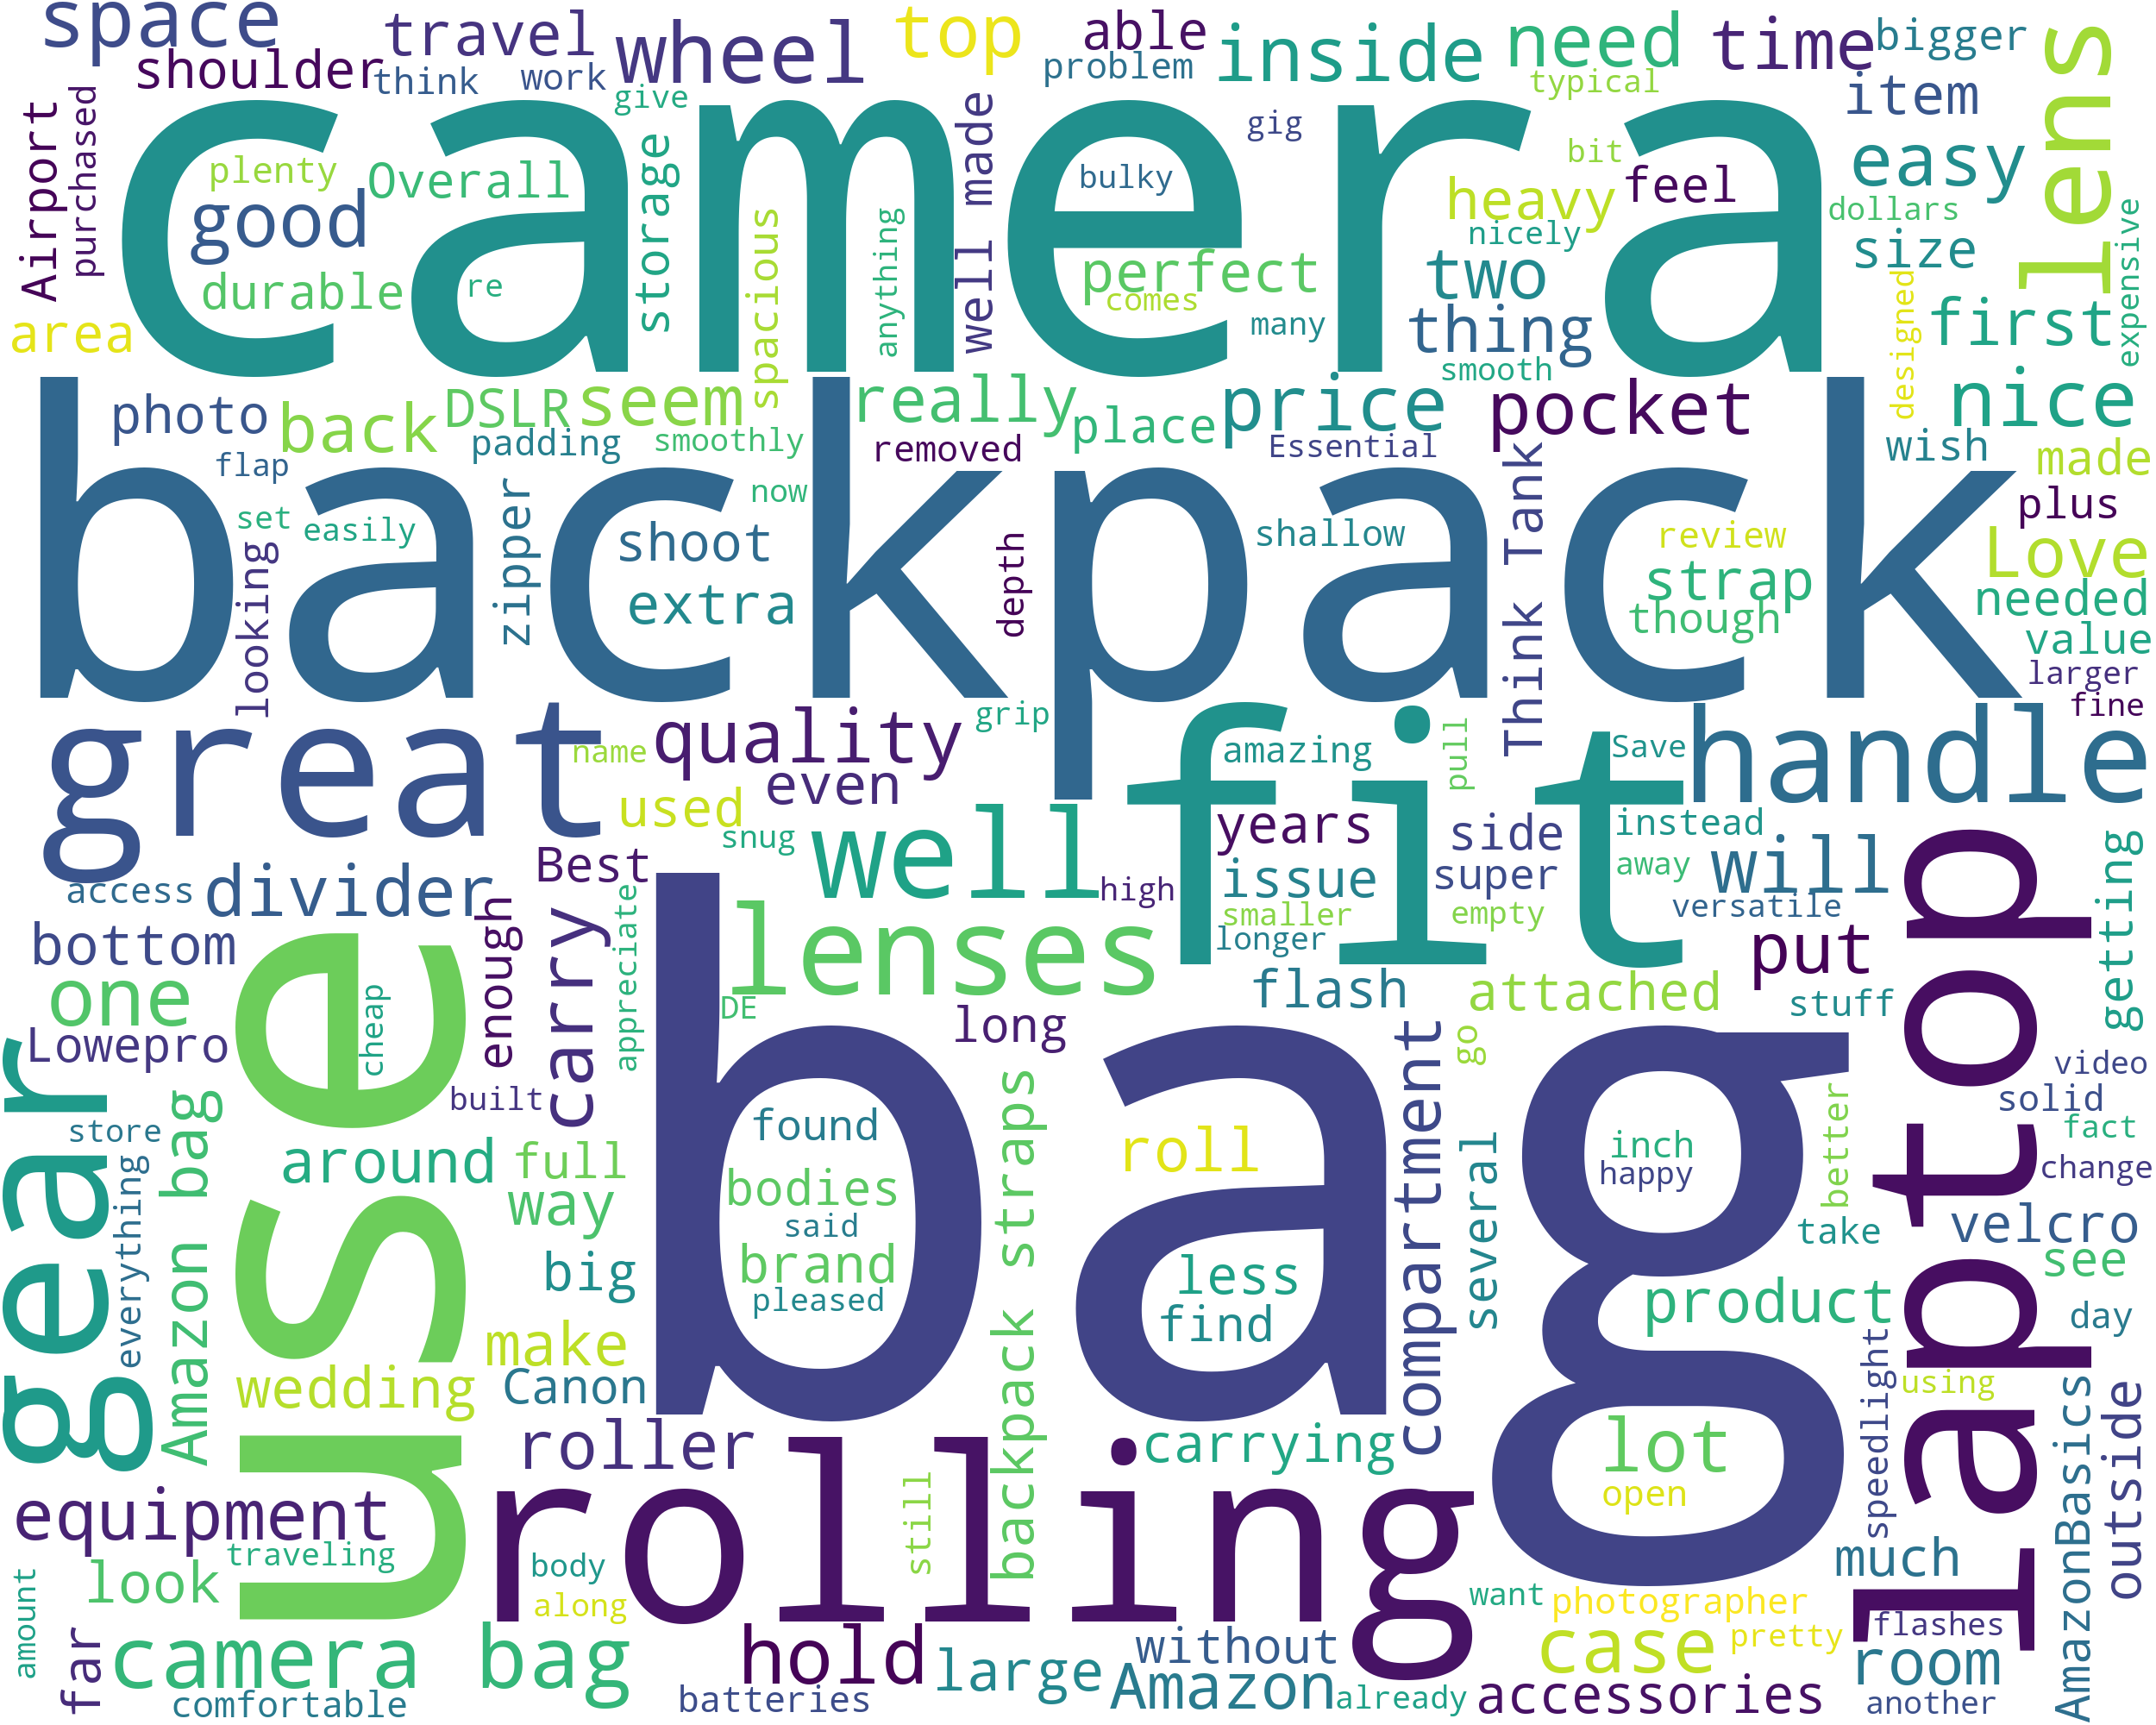 space
travel
wheel
top
able
inside
need
time
bigger
lens
shoulder
think
work
give
problem
typical
item
Airport
purchased
camera
gig
bit
easy
plenty
Overall
storage
well made
bulky
heavy
feel
good
spacious
anything
nicely
dollars
durable
re
perfect
two
size
expensive
area
comes
many
thing
designed
first
smooth
photo
back
DSLR
seem
really
place
price
pocket
nice
flap
padding
smoothly
removed
Essential
wish
made
backpack
zipper
now
Think Tank
plus
set
easily
looking
shoot
depth
shallow
review
Love
extra
strap
needed
though
value
larger
great
quality
grip
fit
handle
fine
name
even
amazing
pull
Save
used
snug
well
years
side
instead
divider
Best
issue
super
away
will
laptop
access
high
smaller
empty
versatile
getting
bottom
use
enough
carry
appreciate
lenses
longer
put
one
cheap
DE
flash
attached
stuff
Lowepro
long
go
gear
built
bag
compartment
video
solid
store
Amazon bag
found
backpack straps
roll
several
inch
better
fact
everything
around
full
happy
change
way
bodies
said
take
velcro
big
brand
less
see
pleased
find
product
day
make
wedding
Canon
speedlight
using
roller
carrying
lot
AmazonBasics
outside
equipment
rolling
still
open
traveling
look
body
much
amount
along
want
photographer
flashes
far
camera bag
hold
large
without
case
pretty
room
comfortable
batteries
Amazon
already
accessories
another